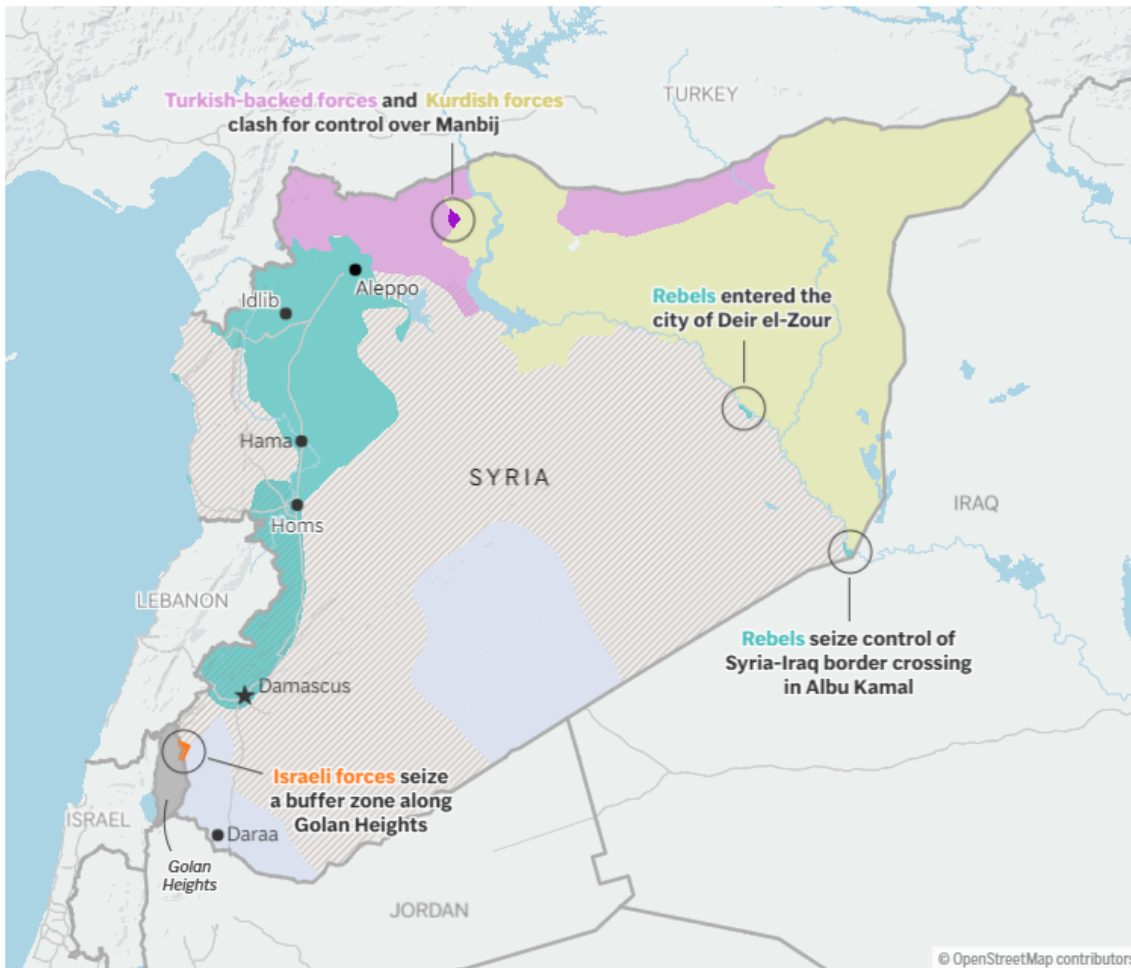 Turkish-backed forces and Kurdish forces
clash for control over Manbij
TURKEY
Aleppo
Idlib
Rebels entered the
city of Deir el-Zour
Hama
SYRIA
Homs
IRAQ
LEBANON
Rebels seize control of
Syria-Iraq border crossing
in Albu Kamal
Damascus
Israeli forces seize
a buffer zone along
Golan Heights
ISRAEL
Daraa
Golan
Heights
JORDAN
© OpenStreetMap contributors